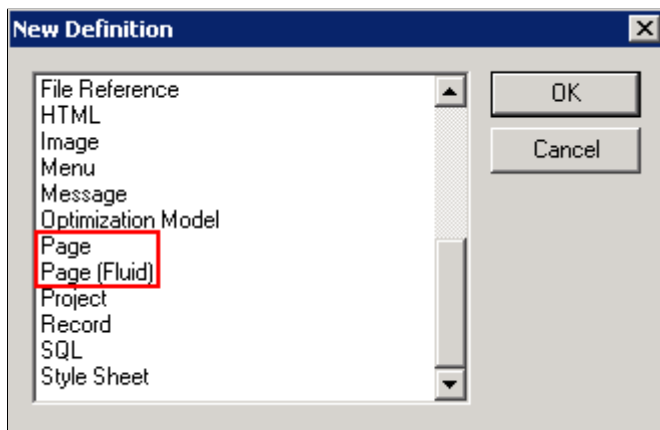 New Definition
File Reference
HTML
Image
Menu
Message
Optimization Model
Page
Page (Fluid)
Project
Record
SQL
Style Sheet
OK
Cancel